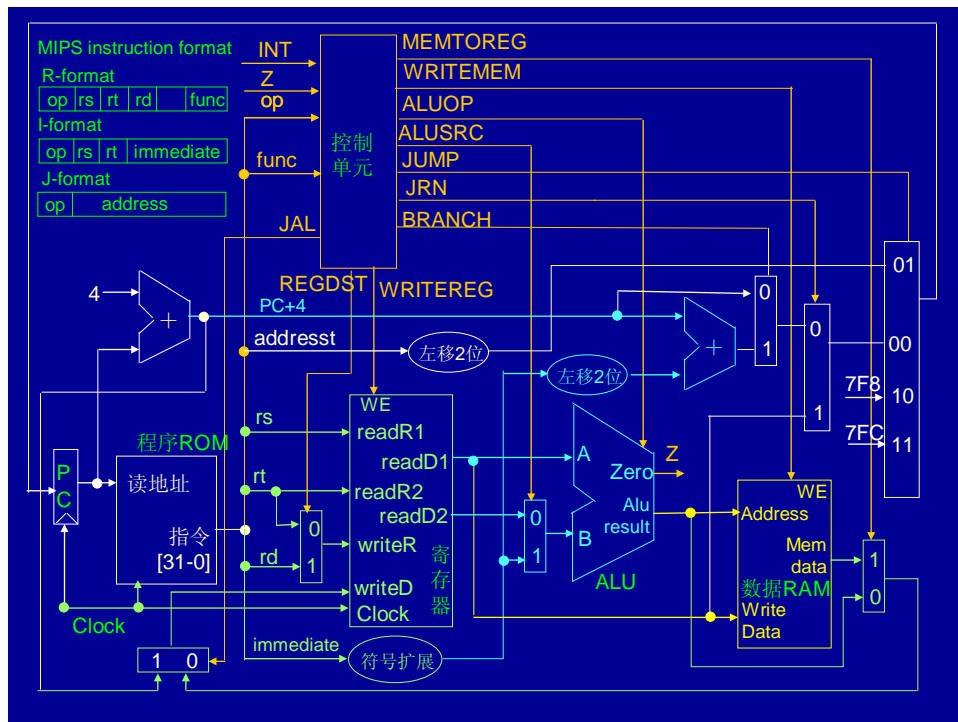 MIPS instruction format
R-format
op rs rt rd func
I-format
op rs rt immediate
J-format
op address
INT
Z
op
func
JAL
控制
单元
MEMTOREG
WRITEMEM
ALUOP
ALUSRC
JUMP
JRN
BRANCH
REGDST
WRITEREG
4
+
PC+4
addresst
左移2位
左移2位
+
0
1
0
1
01
00
10
11
7F8
7FC
程序ROM
P
C
读地址
指令
[31-0]
Clock
rs
rt
rd
immediate
0
1
WE
readR1
readD1
readR2
readD2
writeR
writeD
Clock
寄
存
器
符号扩展
0
1
A
B
Zero
Alu
result
ALU
Z
WE
Address
Mem
data
数据RAM
Write
Data
1
0
1 0